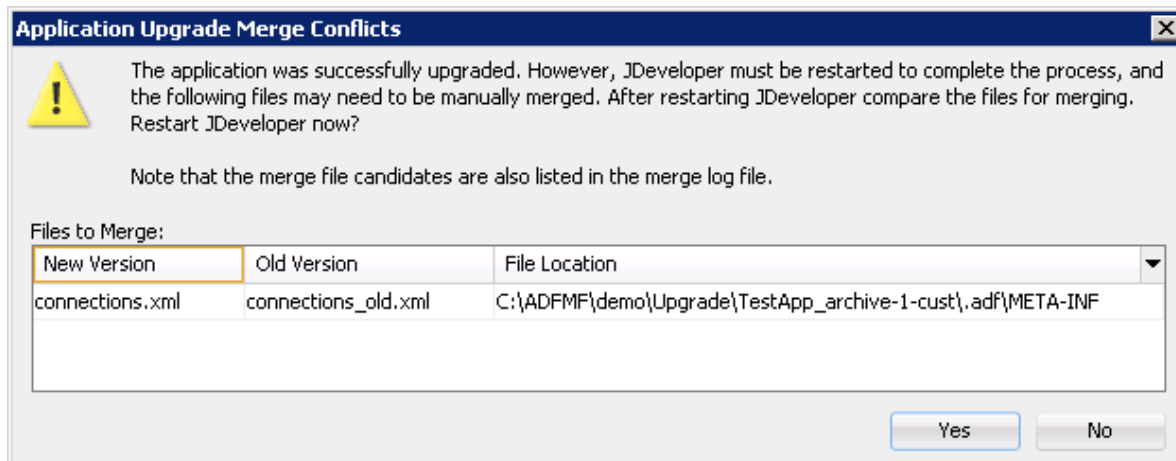 Application Upgrade Merge Conflicts
The application was successfully upgraded. However, JDeveloper must be restarted to complete the process, and
the following files may need to be manually merged. After restarting JDeveloper compare the files for merging.
Restart JDeveloper now?
Note that the merge file candidates are also listed in the merge log file.
Files to Merge:
New Version Old Version File Location
connections.xml connections_old.xml C:\ADFMF\demo\Upgrade\TestApp_archive-1-cust\.adf\META-INF
Yes No